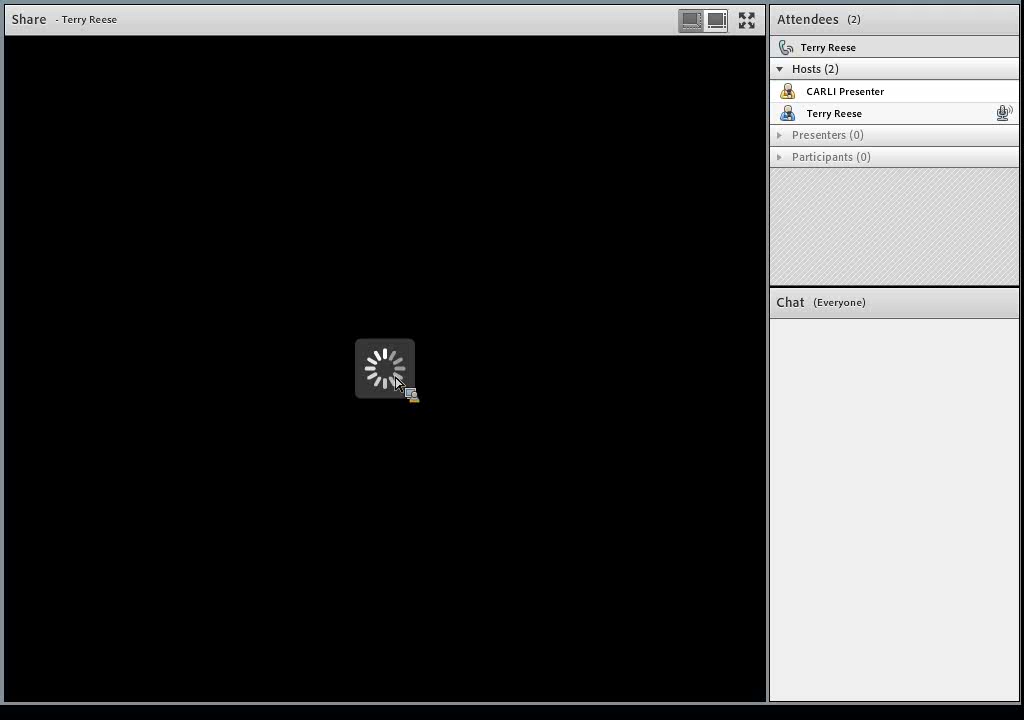 Share - Terry Reese
Attendees (2)
Terry Reese
Hosts (2)
CARLI Presenter
Terry Reese
Presenters (0)
Participants (0)
Chat (Everyone)